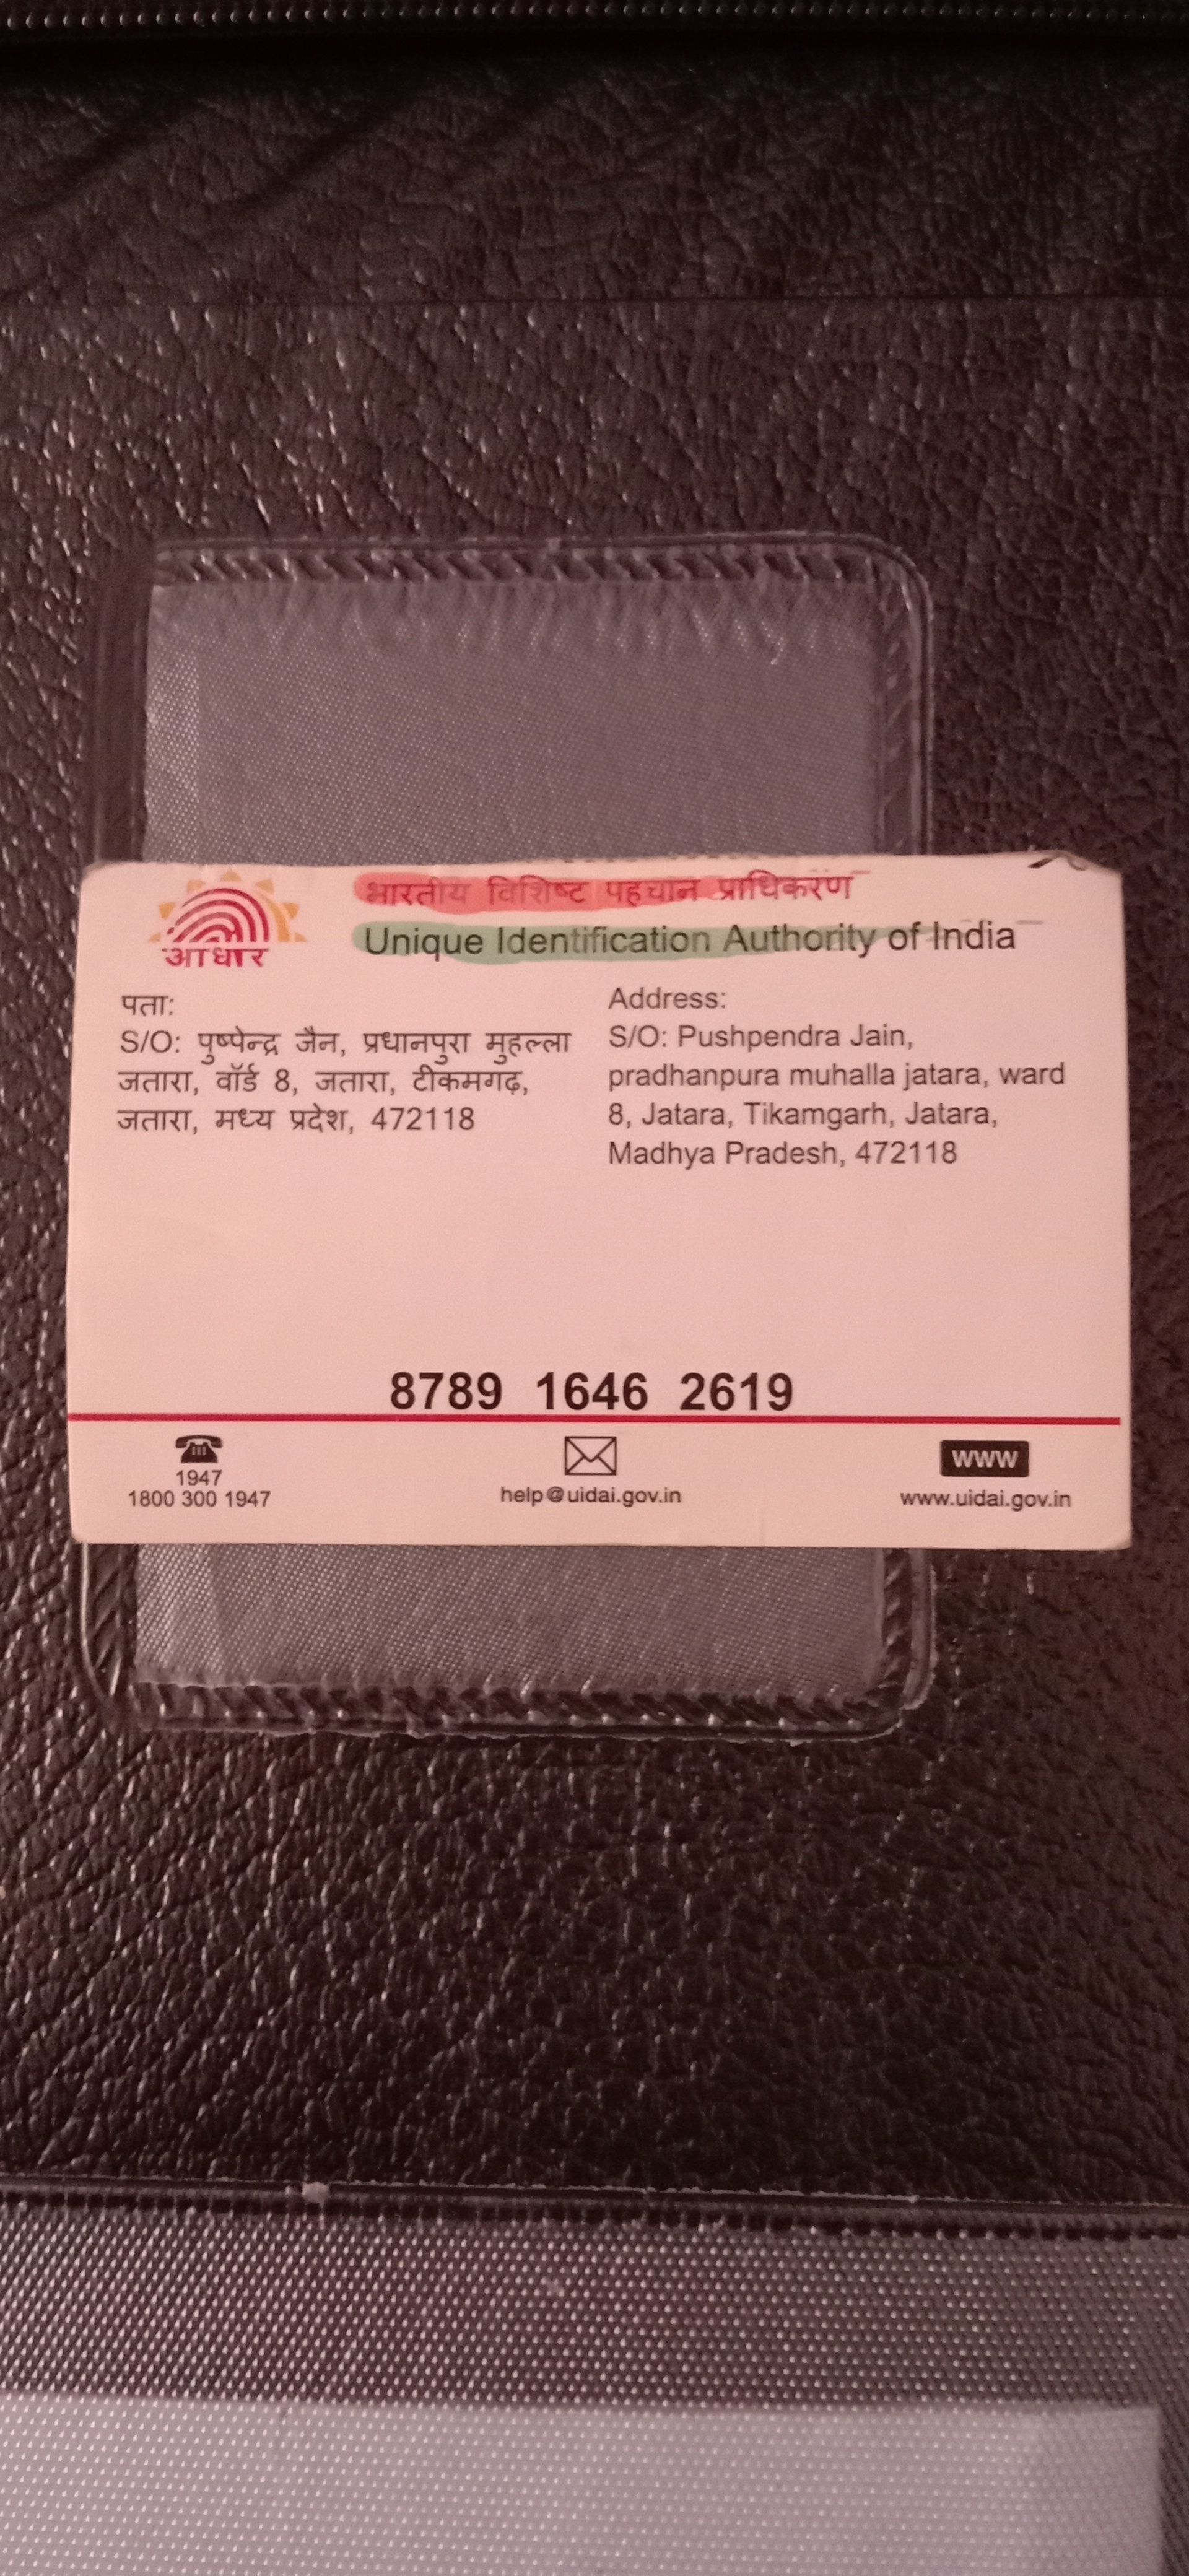 आधार
भारतीय विशिष्ट पहचान प्राधिकरण
Unique Identification Authority of India
पता:
S/O: पुष्पेन्द्र जैन, प्रधानपुरा मुहल्ला
जतारा, वॉर्ड 8, जतारा, टीकमगढ़,
जतारा, मध्य प्रदेश, 472118
Address:
S/O: Pushpendra Jain,
pradhanpura muhalla jatara, ward
8, Jatara, Tikamgarh, Jatara,
Madhya Pradesh, 472118
8789 1646 2619
1947
1800 300 1947
help@uidai.gov.in
www
www.uidai.gov.in